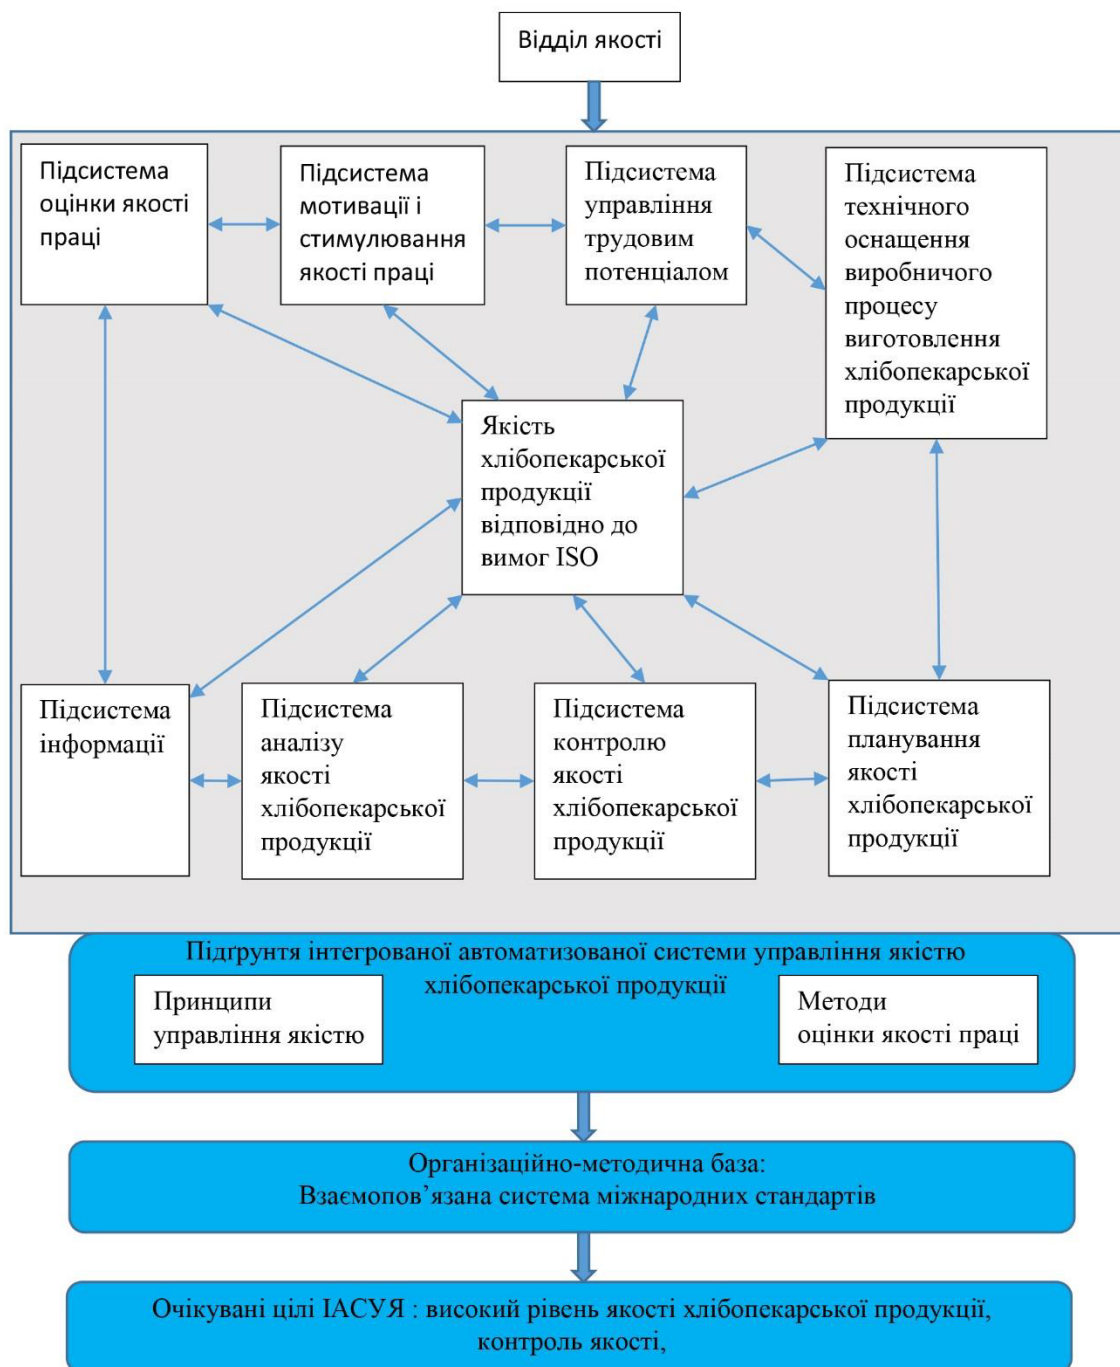 Відділ якості
Підсистема
оцінки якості
праці
Підсистема
мотивації і
стимулювання
якості праці
Підсистема
управління
трудовим
потенціалом
Підсистема
технічного
оснащення
виробничого
процесу
виготовлення
хлібопекарської
продукції
Якість
хлібопекарської
продукції
відповідно до
вимог ISO
Підсистема
інформації
Підсистема
аналізу
якості
хлібопекарської
продукції
Підсистема
контролю
якості
хлібопекарської
продукції
Підсистема
планування
якості
хлібопекарської
продукції
Підґрунтя інтегрованої автоматизованої системи управління якістю
хлібопекарської продукції
Принципи
управління якістю
Методи
оцінки якості праці
Організаційно-методична база:
Взаємопов’язана система міжнародних стандартів
Очікувані цілі ІАСУЯ : високий рівень якості хлібопекарської продукції,
контроль якості,